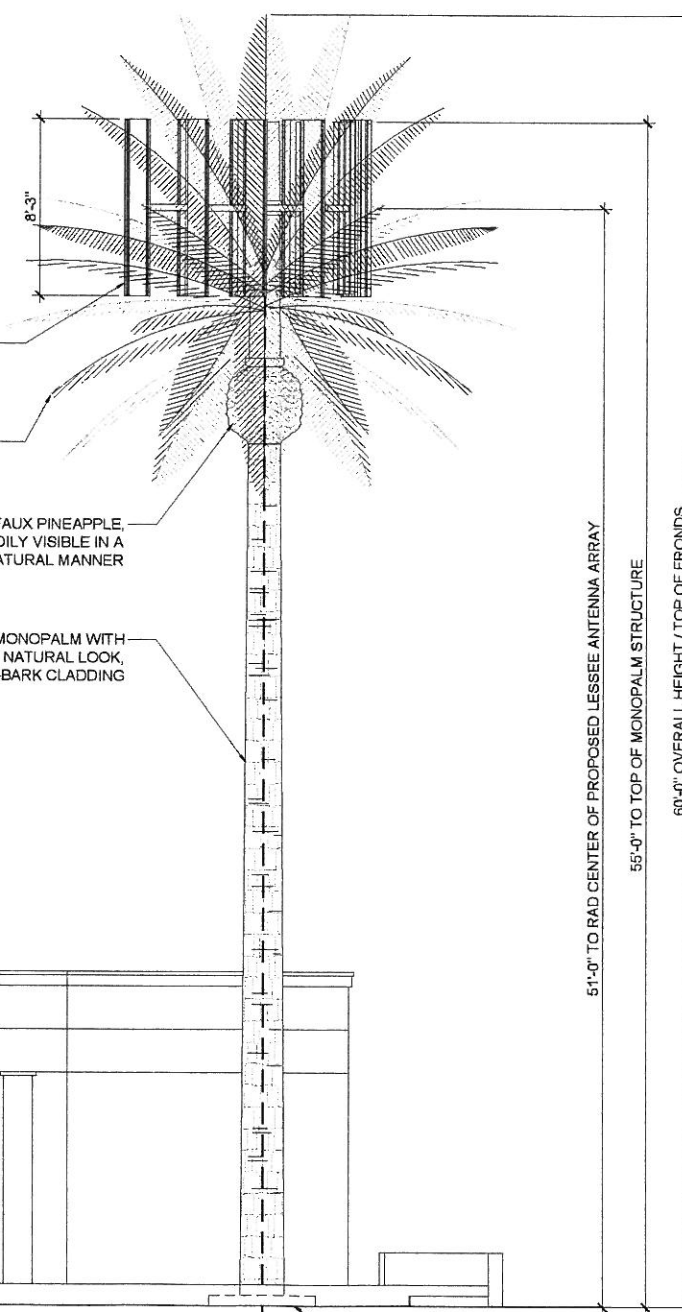 8'-3"
FAUX PINEAPPLE,
DILY VISIBLE IN A
ATURAL MANNER
MONOPALM WITH
NATURAL LOOK,
-BARK CLADDING
51'-0" TO RAD CENTER OF PROPOSED LESSEE ANTENNA ARRAY
55'-0" TO TOP OF MONOPALM STRUCTURE
60'-0" OVERALL HEIGHT / TOP OF FRONDS